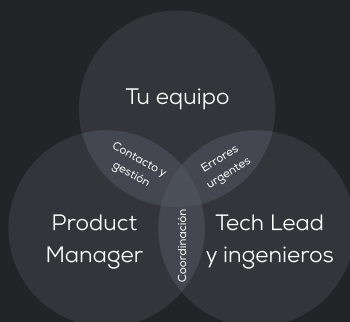 Tu equipo
Contacto y
gestión
Errores
urgentes
Product
Manager
Coordinación
Tech Lead
y ingenieros